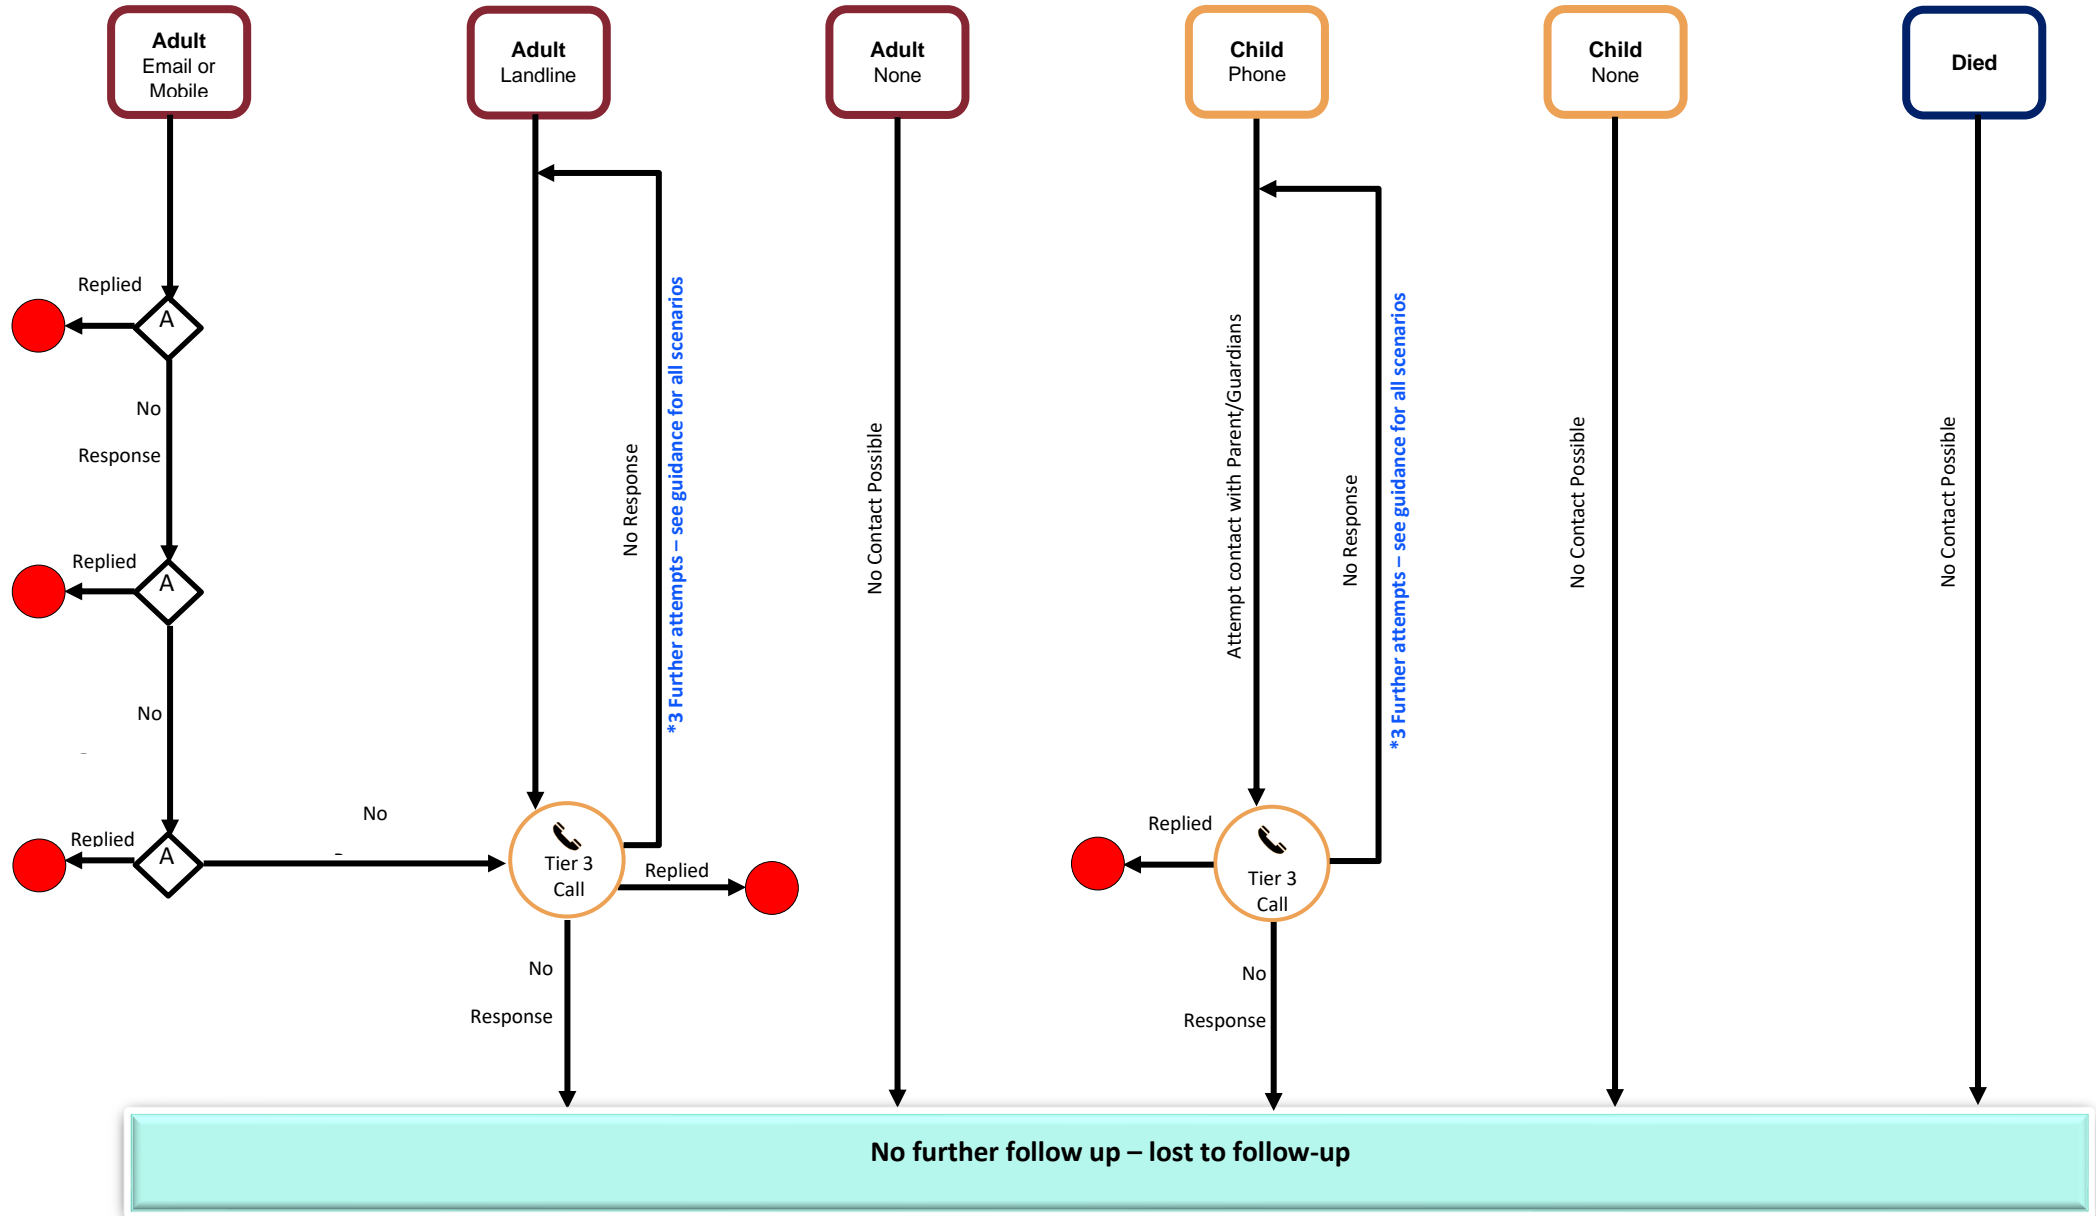 Adult
Email or
Mobile
Adult
Landline
Adult
None
Child
Phone
Child
None
Died
Replied
A
No
Response
Replied
A
No
Replied
A
No
No Response
*3 Further attempts – see guidance for all scenarios
Tier 3
Call
Replied
No
Response
No Contact Possible
Attempt contact with Parent/Guardians
No Response
*3 Further attempts – see guidance for all scenarios
Replied
Tier 3
Call
No
Response
No Contact Possible
No Contact Possible
No further follow up – lost to follow-up